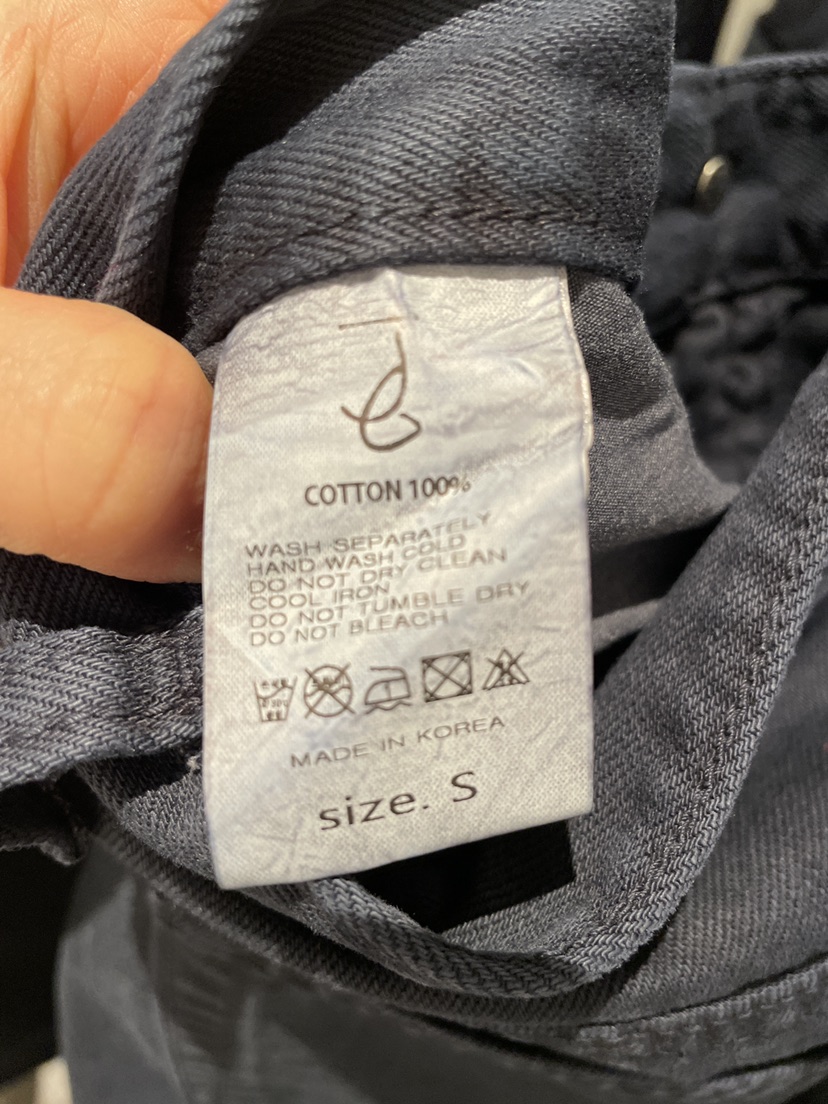 COTTON 100%
WASH SEPARATELY
HAND WASH COLD
DO NOT DRY CLEAN
COOL IRON
DO NOT TUMBLE DRY
DO NOT BLEACH
MADE IN KOREA
size. S